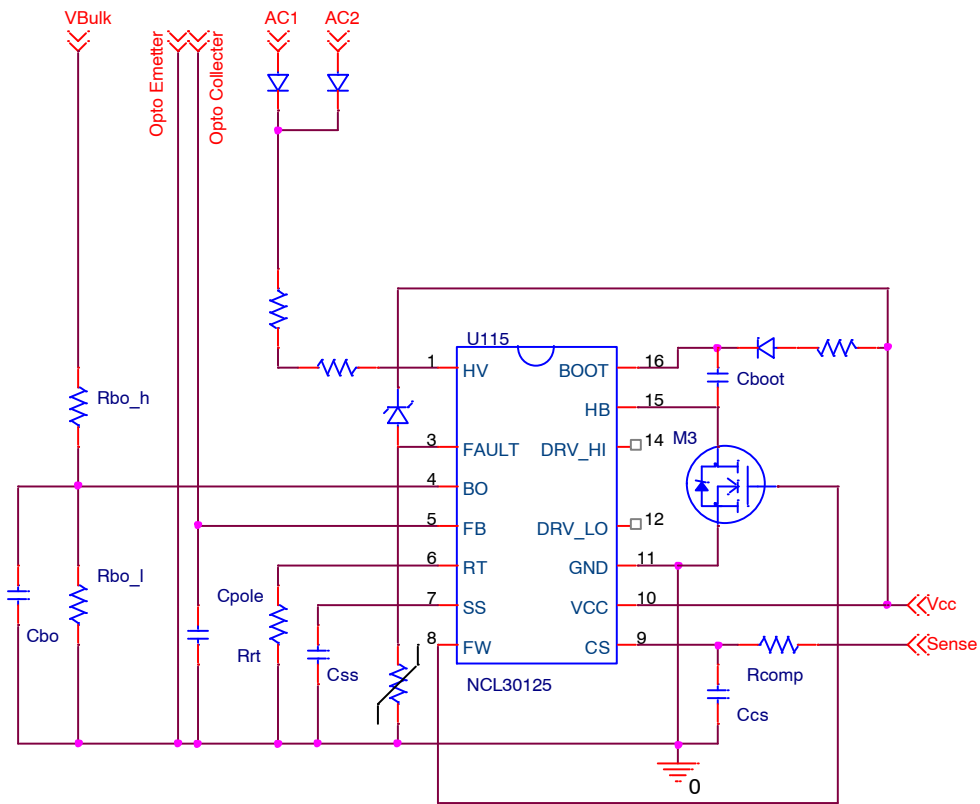 VBulk
AC1
AC2
Opto Emetter
Opto Collecter
Rbo_h
Rbo_l
Cbo
Cpole
Rrt
Css
U115
1
HV
3
FAULT
4
BO
5
FB
6
RT
7
SS
8
FW
BOOT
16
HB
15
DRV_HI
14
DRV_LO
12
GND
11
VCC
10
CS
9
NCL30125
Cboot
M3
Vcc
Sense
Rcomp
Ccs
0